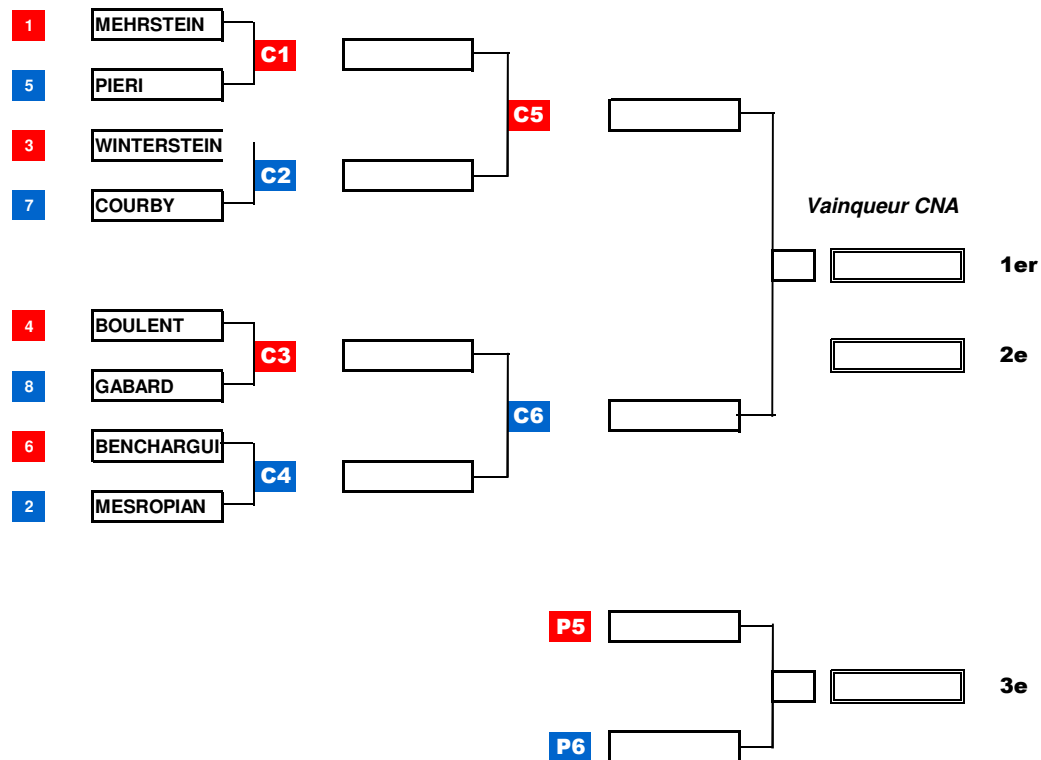 1 MEHRSTEIN
C1
5 PIERI
C5
3 WINTERSTEIN
C2
7 COURBY
Vainqueur CNA
1er
4 BOULENT
C3
2e
8 GABARD
C6
6 BENCHARGUI
C4
2 MESROPIAN
P5
3e
P6